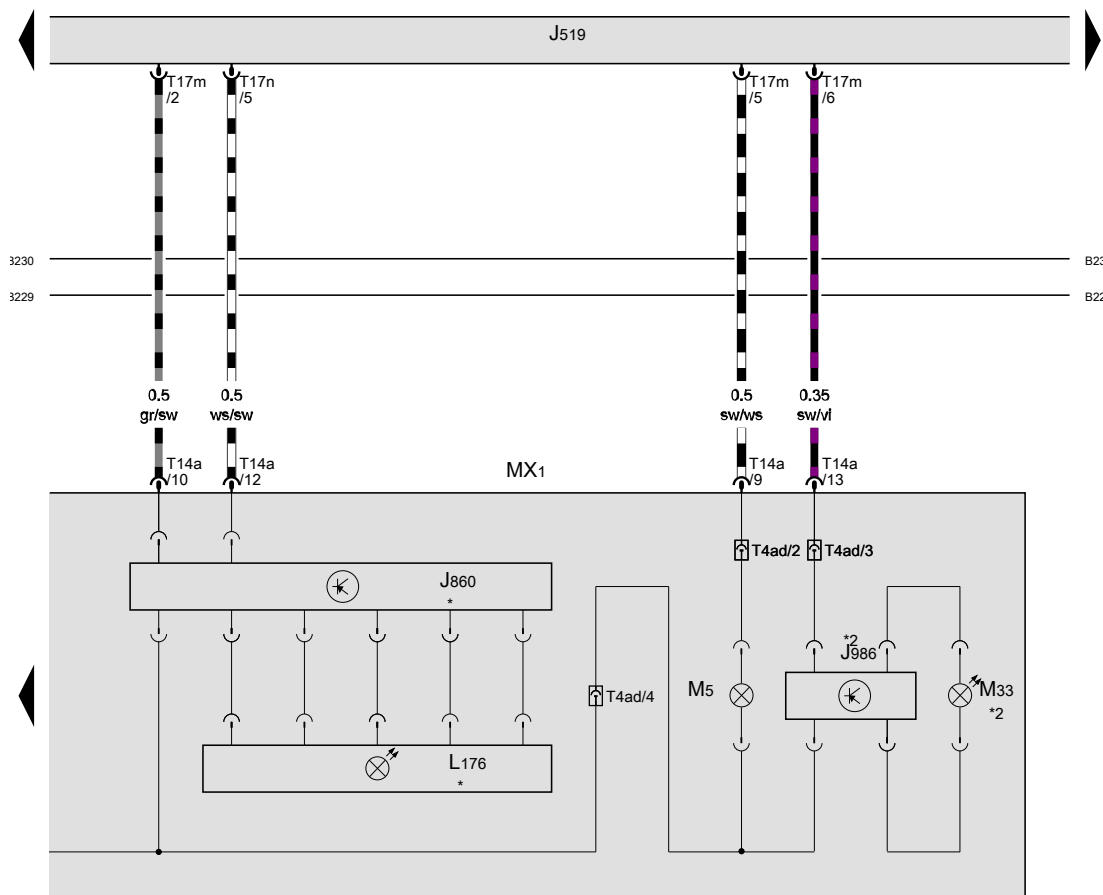 J519
T17m
/2
T17n
/5
T17m
/5
T17m
/6
B230
B23
B229
B22
0.5
gr/sw
0.5
ws/sw
0.5
sw/ws
0.35
sw/vi
T14a
/10
T14a
/12
MX1
T14a
/9
T14a
/13
T4ad/2
T4ad/3
J860
*
*2
J986
T4ad/4
M5
M33
*2
L176
*